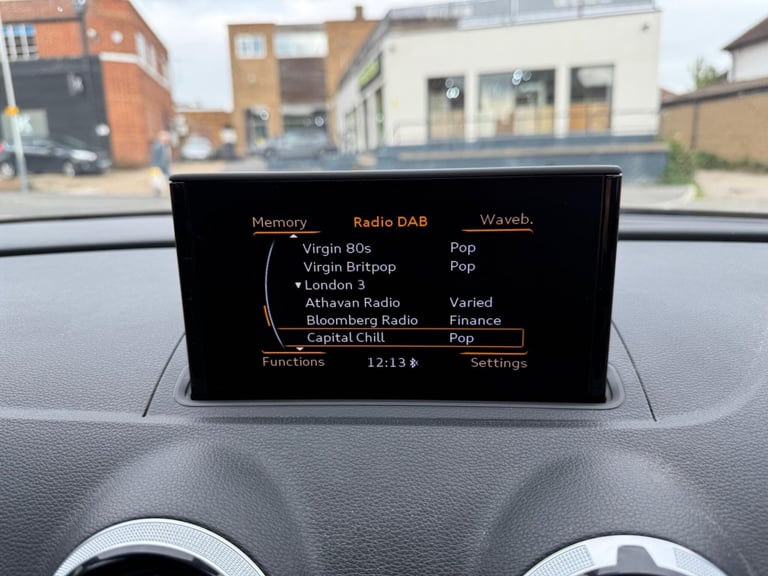 Memory Radio DAB Waveb.
Virgin 80s Pop
Virgin Britpop Pop
▼ London 3
Athavan Radio Varied
Bloomberg Radio Finance
Capital Chill Pop
Functions 12:13 Settings